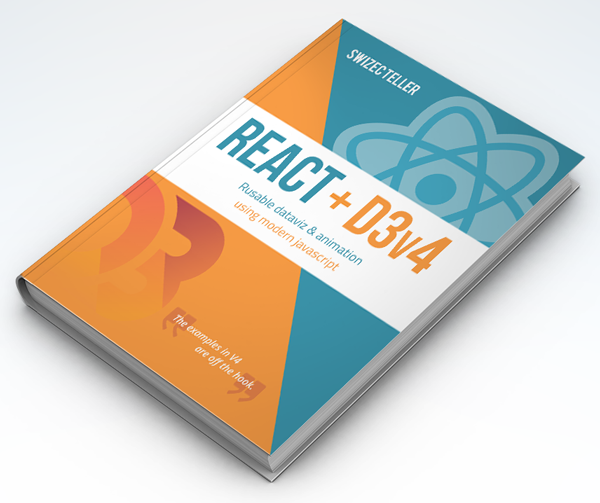 SWIZEC TELLER
REACT + D3v4
Rusable dataviz & animation
using modern javascript
"The examples in V4
are off the hook."